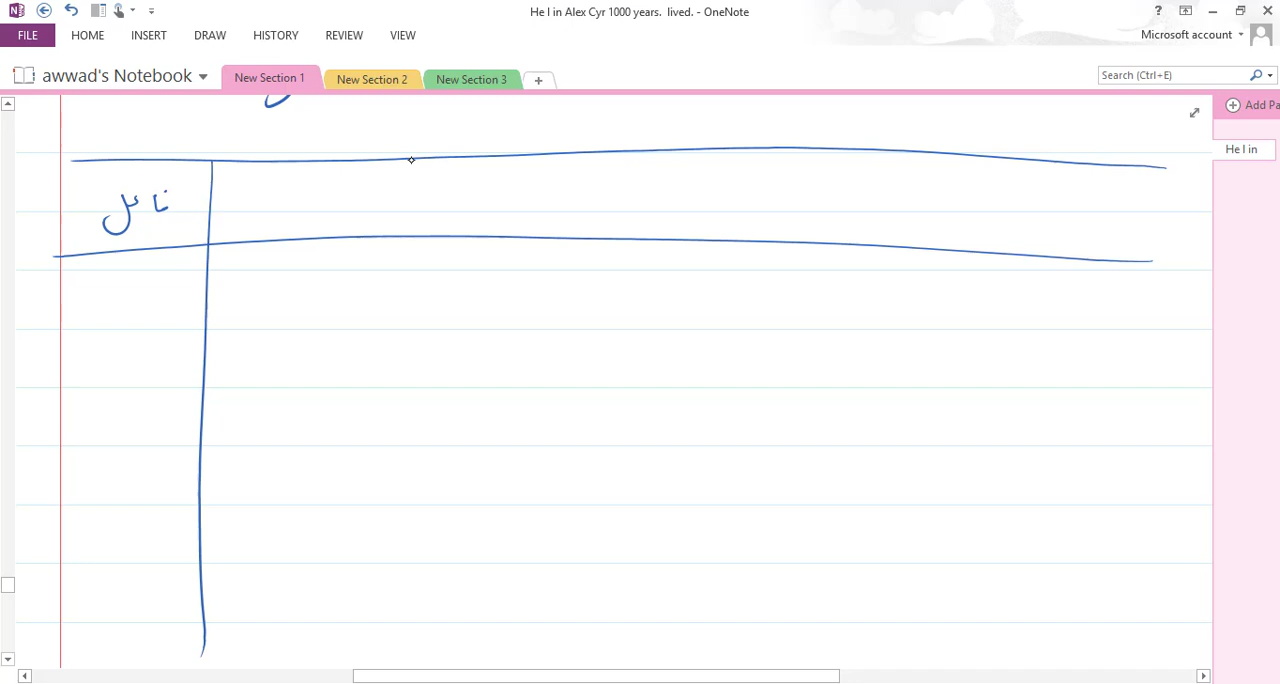 He I in Alex Cyr 1000 years. lived. - OneNote
FILE HOME INSERT DRAW HISTORY REVIEW VIEW
Microsoft account
awwad's Notebook
New Section 1 New Section 2 New Section 3
Search (Ctrl+E)
Add Pa
He I in